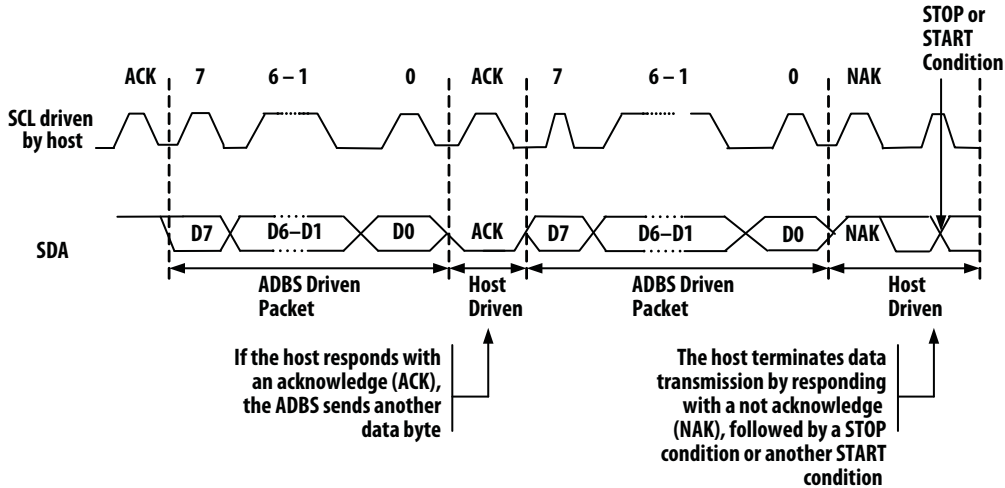 STOP or
START
Condition
ACK 7 6 – 1 0 ACK 7 6 – 1 0 NAK
SCL driven
by host
SDA
D7 D6–D1 D0 ACK D7 D6–D1 D0 NAK
ADBS Driven
Packet
Host
Driven
ADBS Driven
Packet
Host
Driven
If the host responds with
an acknowledge (ACK),
the ADBS sends another
data byte
The host terminates data
transmission by responding
with a not acknowledge
(NAK), followed by a STOP
condition or another START
condition